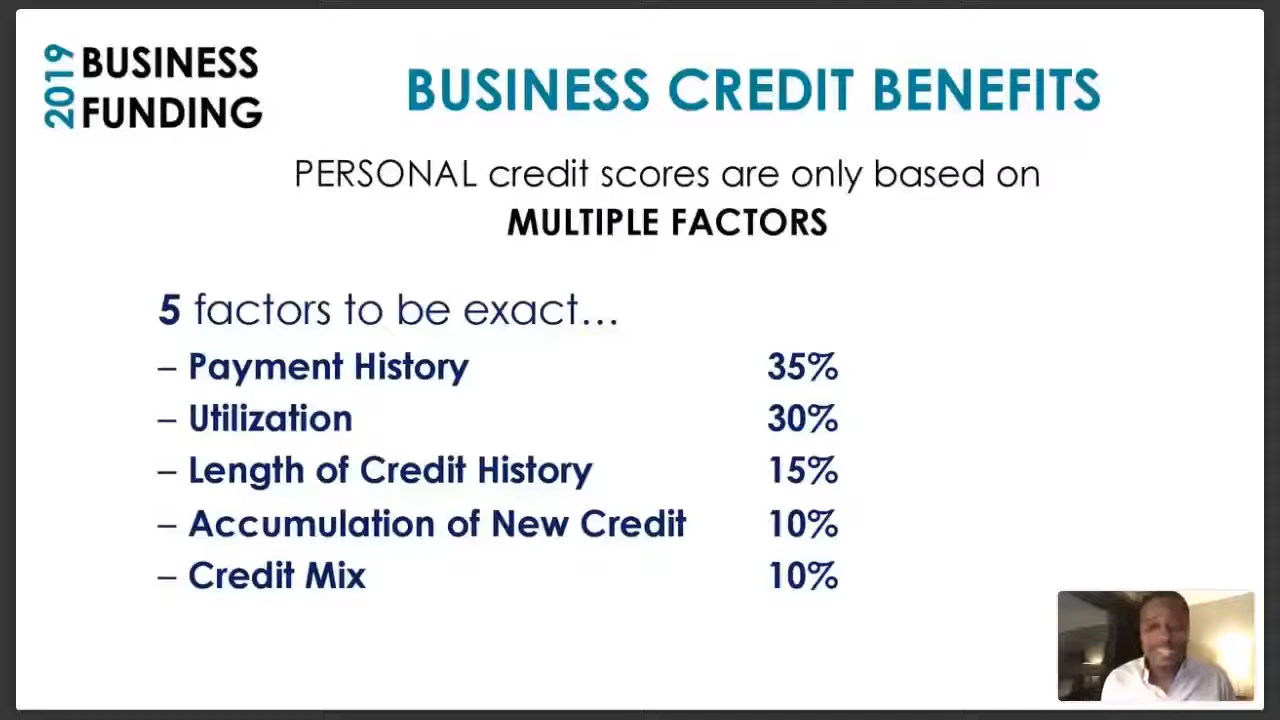 2019
BUSINESS
FUNDING
BUSINESS CREDIT BENEFITS
PERSONAL credit scores are only based on
MULTIPLE FACTORS
5 factors to be exact...
– Payment History 35%
– Utilization 30%
– Length of Credit History 15%
– Accumulation of New Credit 10%
– Credit Mix 10%